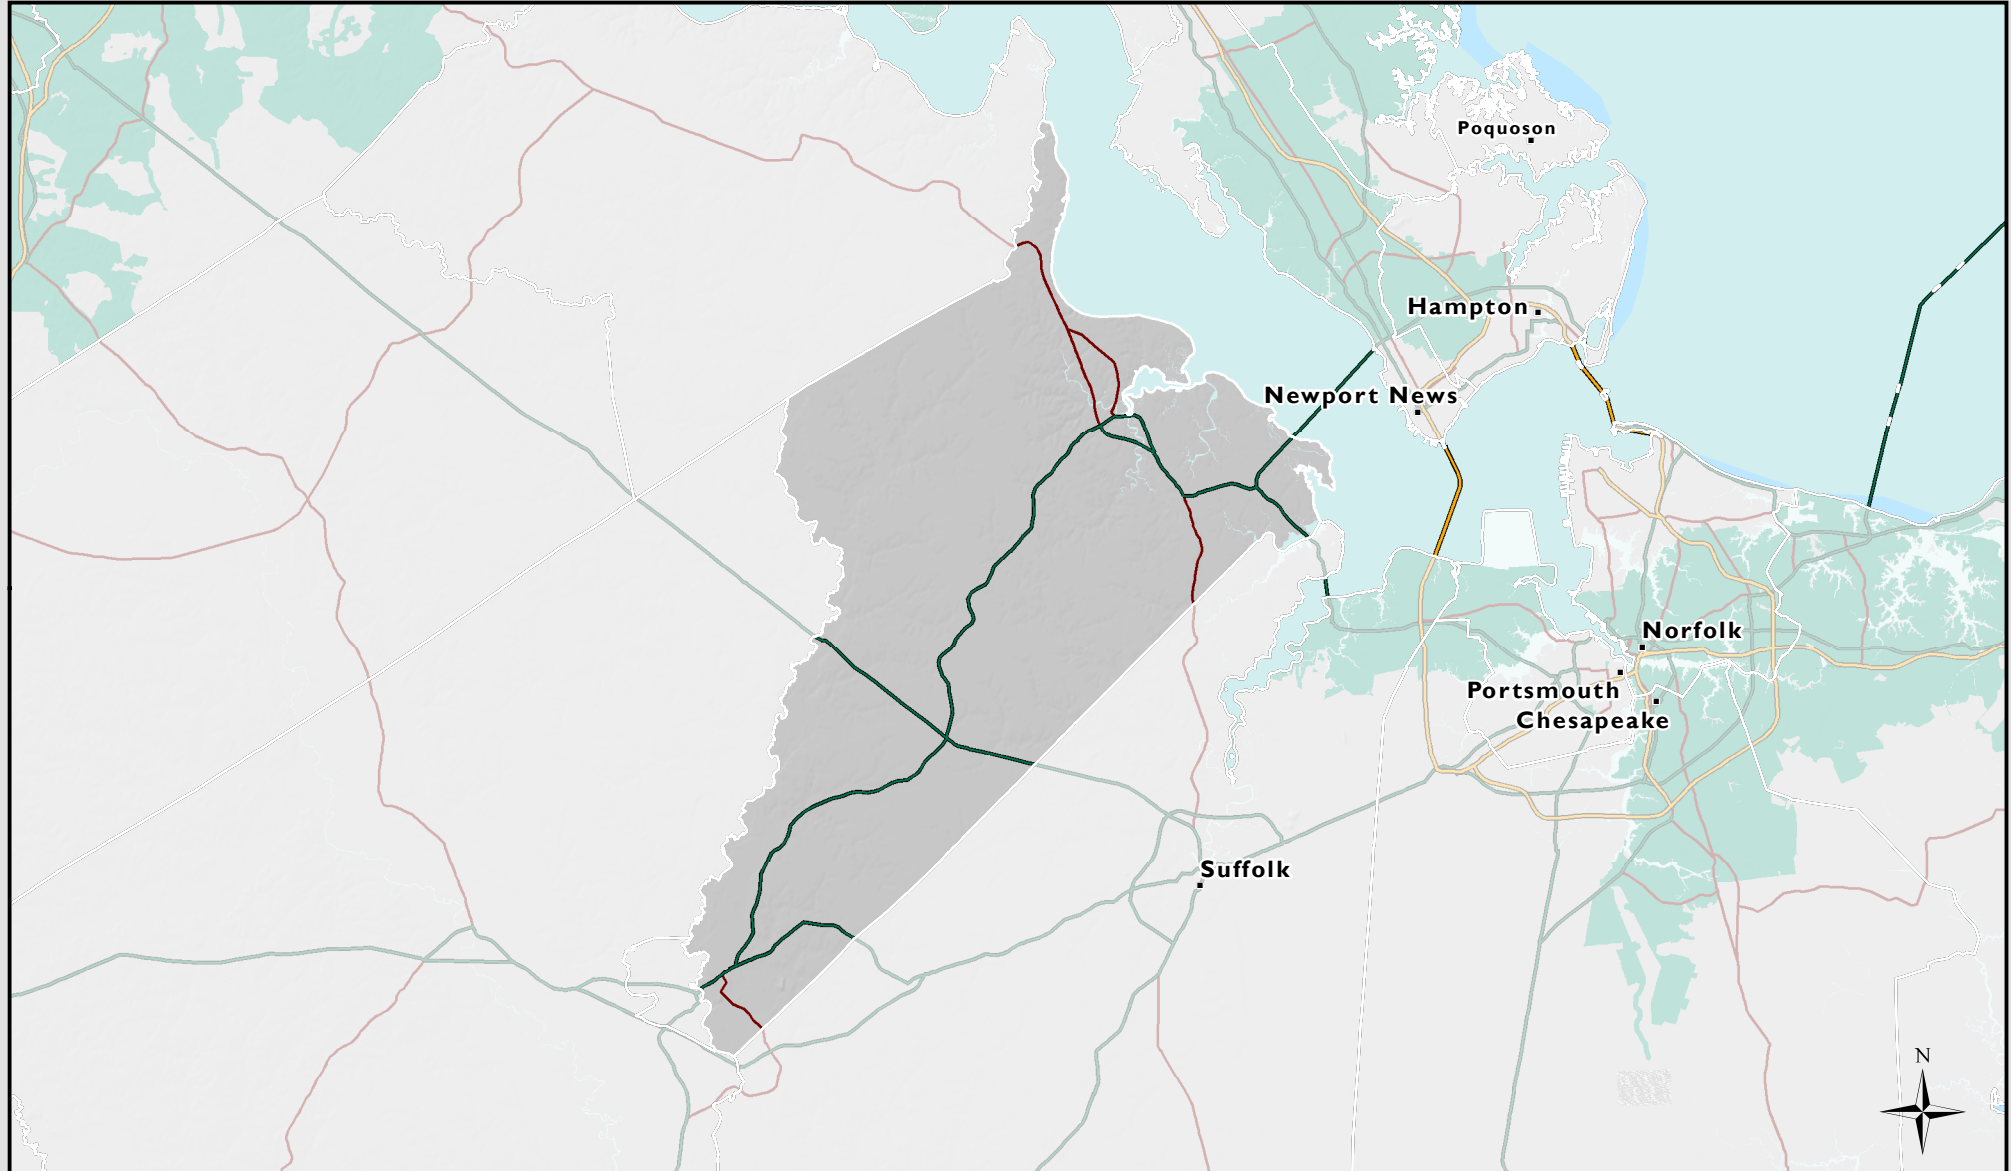 Poquoson
Hampton
Newport News
Norfolk
Portsmouth
Chesapeake
Suffolk
N